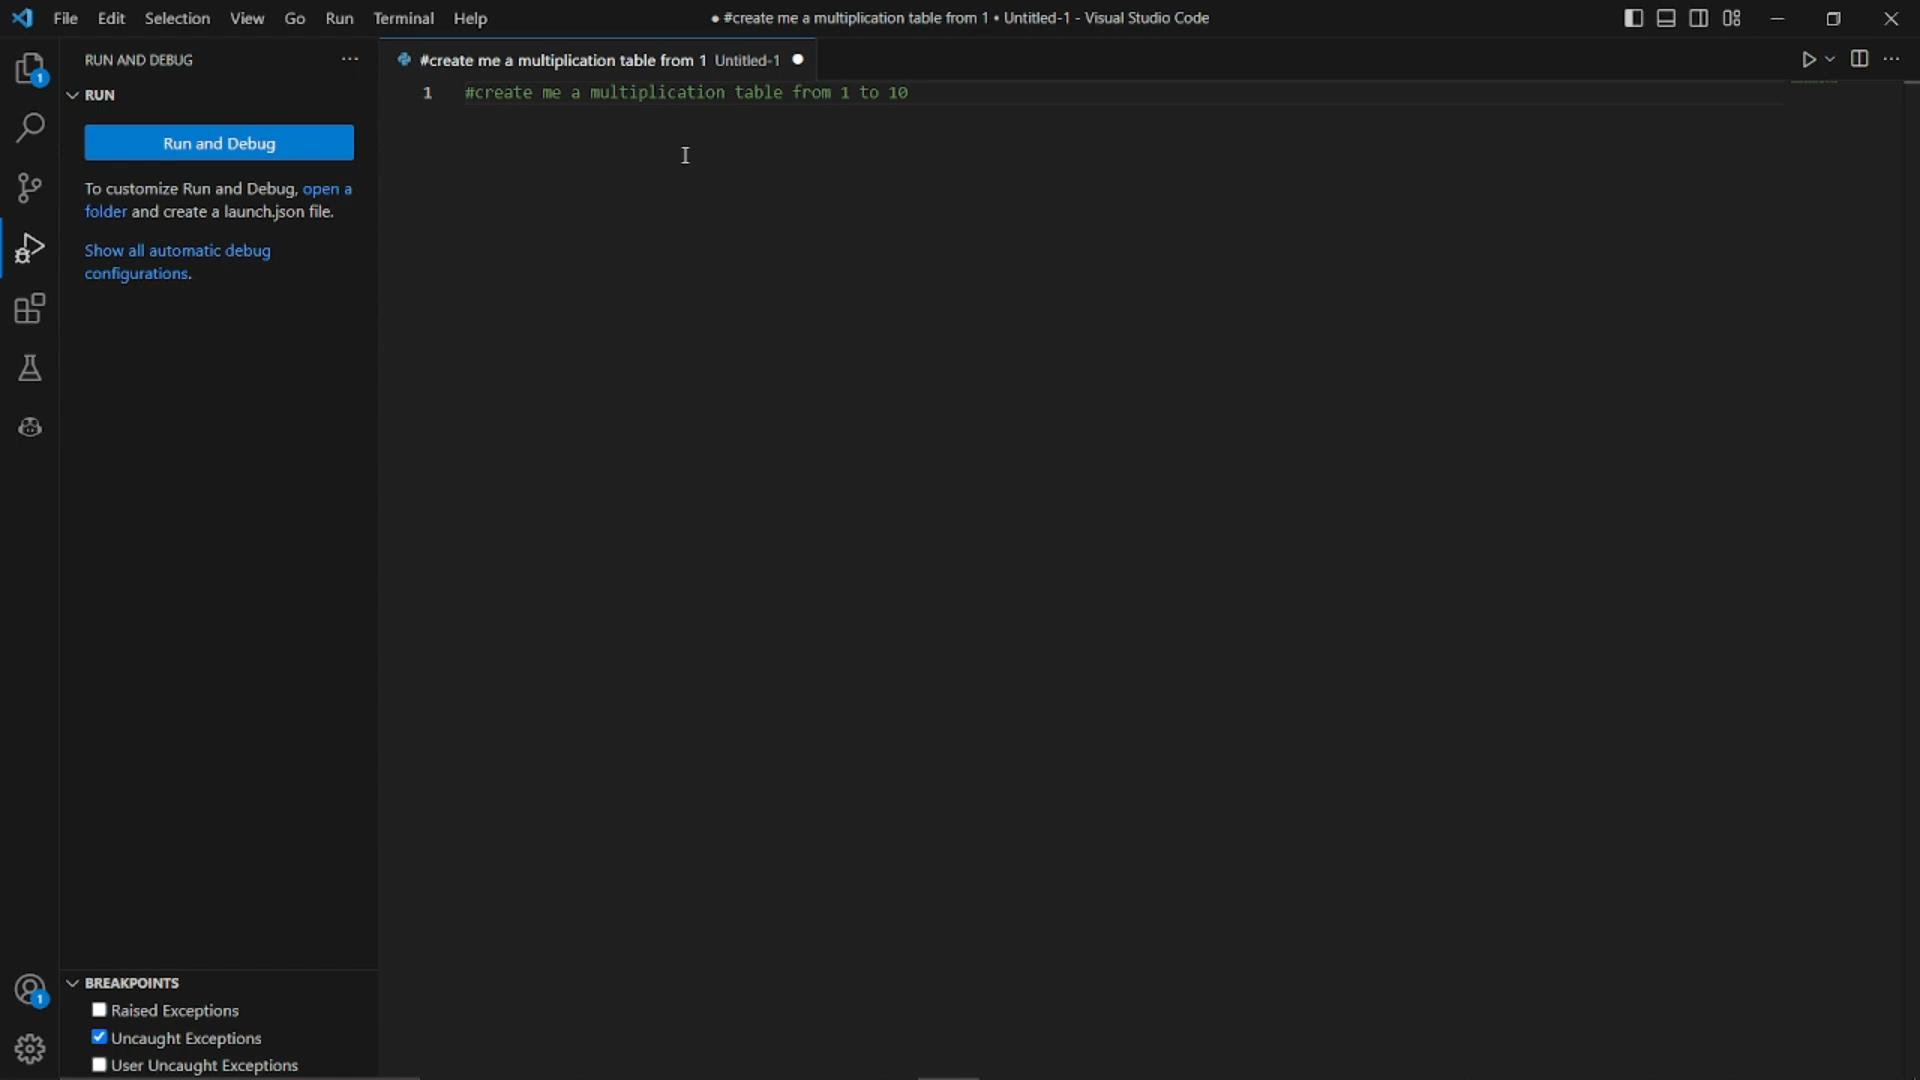 File Edit Selection View Go Run Terminal Help
● #create me a multiplication table from 1 • Untitled-1 - Visual Studio Code
RUN AND DEBUG ···
#create me a multiplication table from 1 Untitled-1
RUN
1 #create me a multiplication table from 1 to 10
1
Run and Debug
To customize Run and Debug, open a
folder and create a launch.json file.
Show all automatic debug
configurations.
BREAKPOINTS
1
Raised Exceptions
Uncaught Exceptions
User Uncaught Exceptions